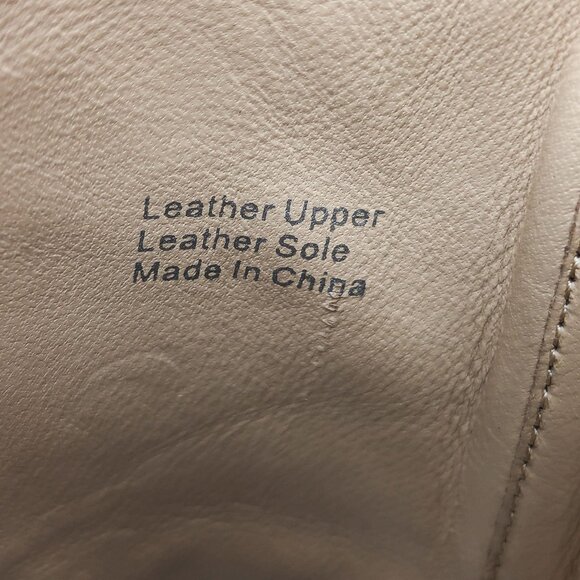 Leather Upper
Leather Sole
Made In China